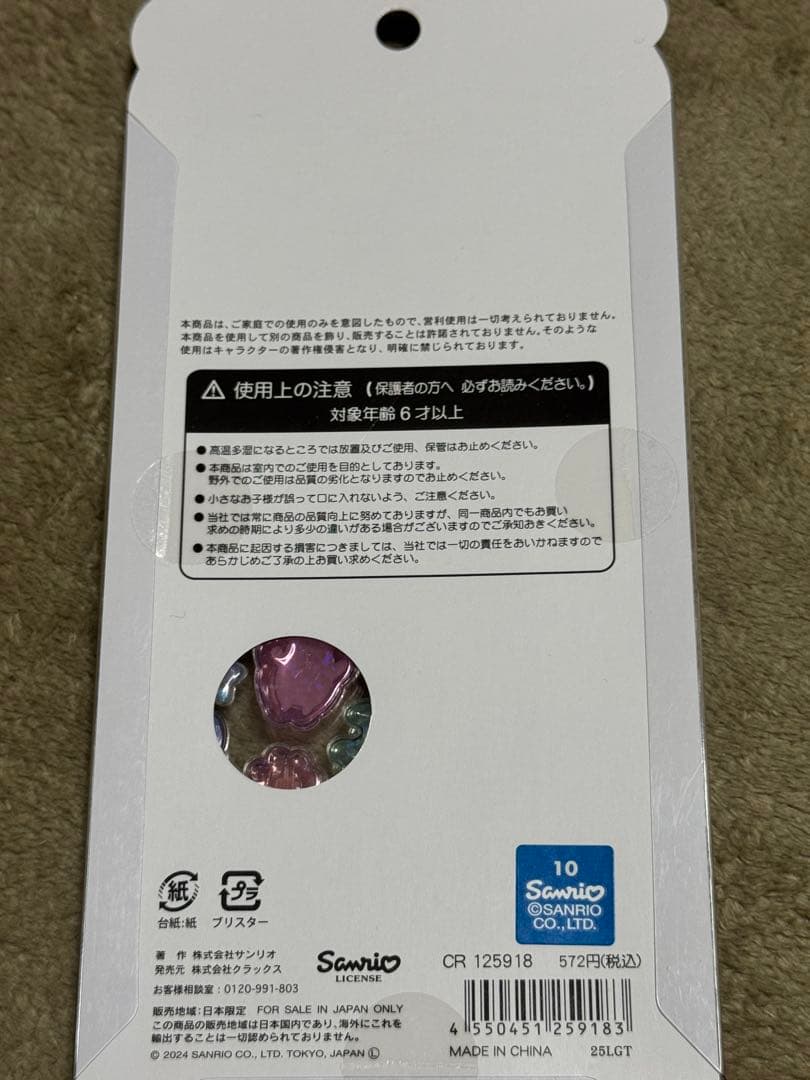 本商品は、ご家庭での使用のみを意図したもので、営利使用は一切考えられておりません。
本商品を使用して別の商品を飾り、販売することは許諾されておりません。そのような
使用はキャラクターの著作権侵害となり、明確に禁じられております。
⚠ 使用上の注意 (保護者の方へ 必ずお読みください。)
対象年齢6才以上
●高温多湿になるところでは放置及びご使用、保管はお止めください。
●本商品は室内でのご使用を目的としております。
野外でのご使用は品質の劣化となりますのでお止めください。
●小さなお子様が誤って口に入れないよう、ご注意ください。
●当社では常に商品の品質向上に努めておりますが、同一商品内でもお買い
求めの時期により多少の違いがある場合がございますのでご承知おきください。
●本商品に起因する損害につきましては、当社では一切の責任をおいかねますので
あらかじめご了承の上お買い求めください。
紙
台紙:紙
プラ
ブリスター
10
Sanrio
©SANRIO
CO.,LTD.
著 作 株式会社サンリオ
発売元 株式会社クラックス
お客様相談室:0120-991-803
Sanrio
LICENSE
CR 125918 572円(税込)
販売地域:日本限定 FOR SALE IN JAPAN ONLY
この商品の販売地域は日本国内であり、海外にこれを
輸出することは一切認められておりません。
© 2024 SANRIO CO., LTD. TOKYO, JAPAN Ⓛ
4 550451 259183
MADE IN CHINA 25LGT